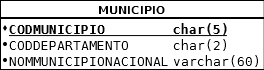 MUNICIPIO
CODMUNICIPIO char(5)
CODDEPARTAMENTO char(2)
NOMMUNICIPIONACIONAL varchar(60)